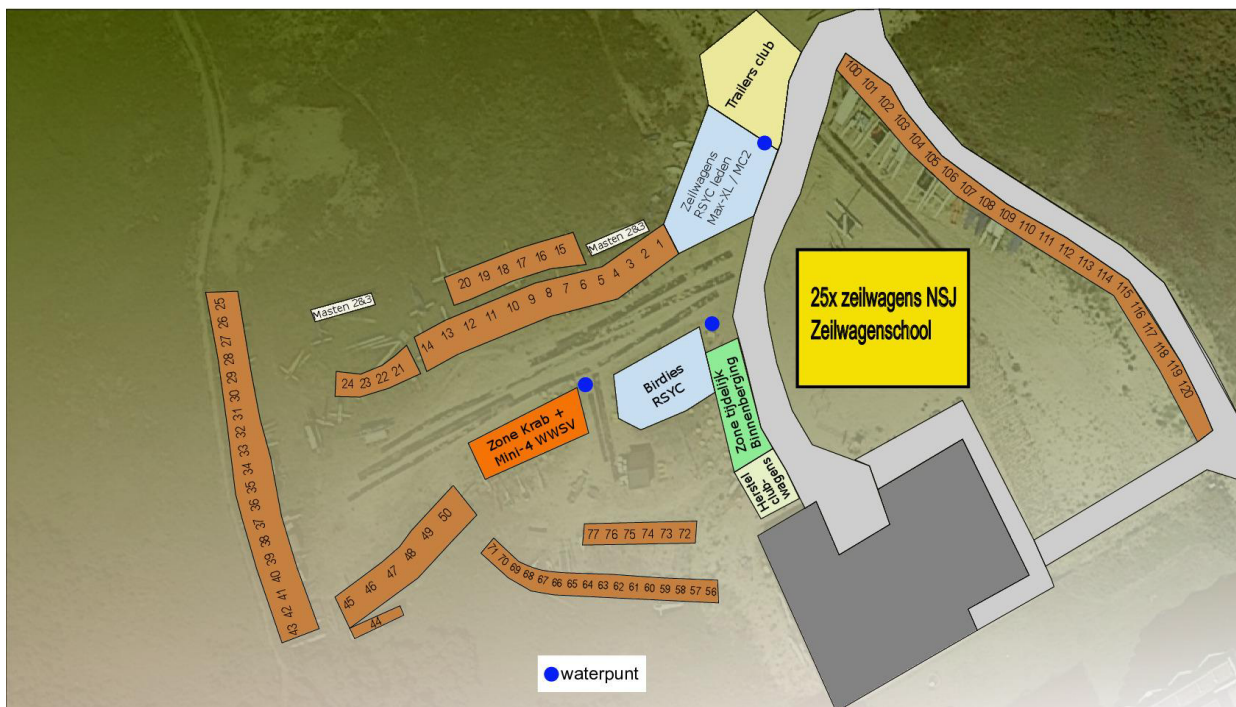 Trailers club
Zeilwagens
RSYC leden
Max-XL / MC2
Masten 2&3
20 19 18 17 16 15
14 13 12 11 10 9 8 7 6 5 4 3 2 1
Masten 2&3
24 23 22 21
25
26
27
28
29
30
31
32
33
34
35
36
37
38
39
40
41
42
43
100
101
102
103
104
105
106
107
108
109
110
111
112
113
114
115
116
117
118
119
120
25x zeilwagens NSJ
Zeilwagenschool
Birdies
RSYC
Zone tijdelijk
Binnenberging
Herstel
club-
wagens
Zone Krab +
Mini-4 WWSV
45 46 47 48 49 50
44
77 76 75 74 73 72
71 70 69 68 67 66 65 64 63 62 61 60 59 58 57 56
waterpunt